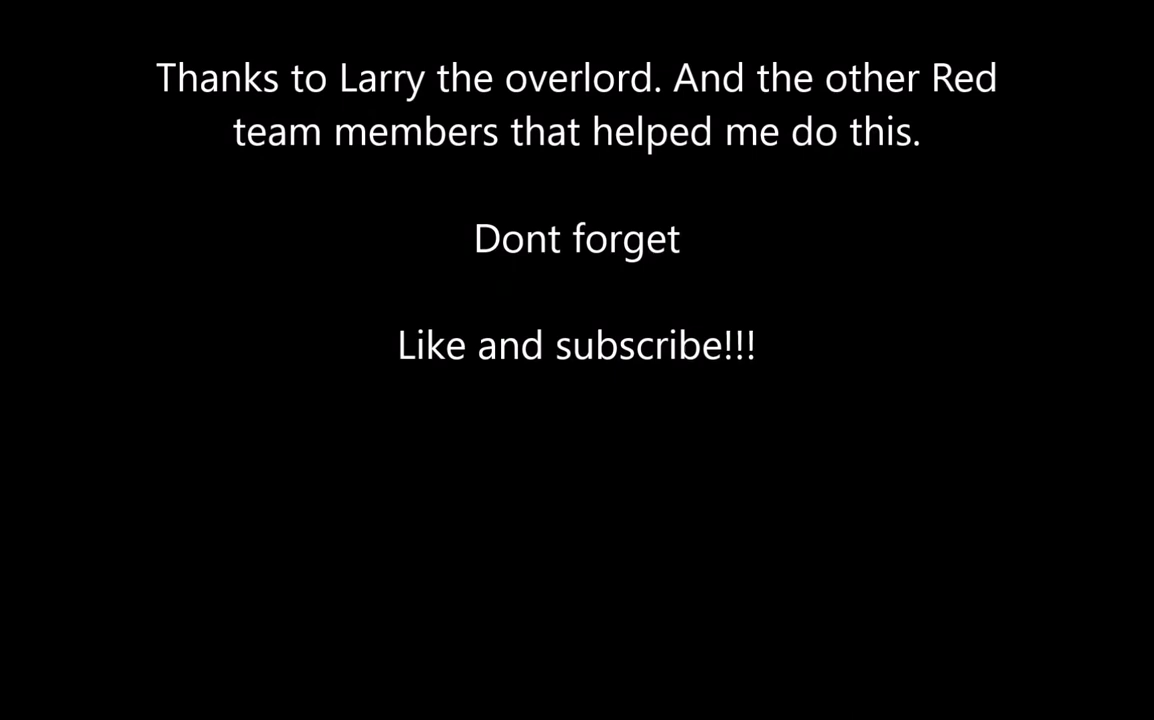 Thanks to Larry the overlord. And the other Red
team members that helped me do this.
Dont forget
Like and subscribe!!!